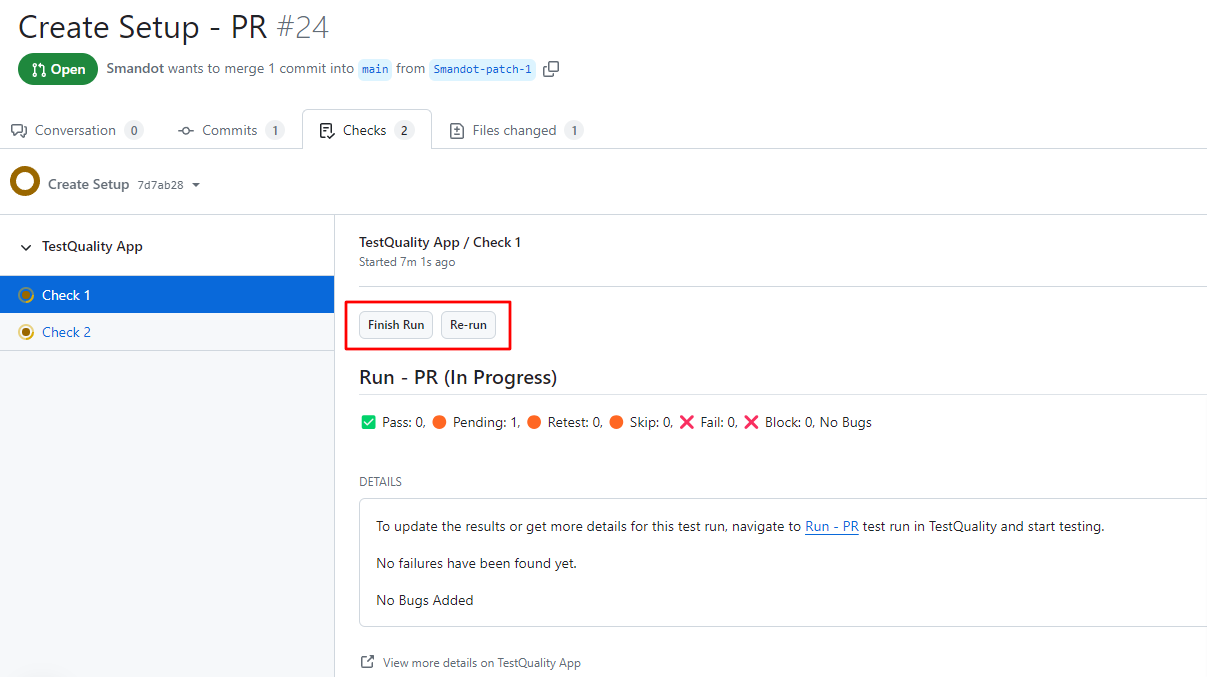 Create Setup - PR #24
Open Smandot wants to merge 1 commit into main from Smandot-patch-1
Conversation 0 Commits 1 Checks 2 Files changed 1
Create Setup 7d7ab28
TestQuality App
Check 1
Check 2
TestQuality App / Check 1
Started 7m 1s ago
Finish Run Re-run
Run - PR (In Progress)
Pass: 0, Pending: 1, Retest: 0, Skip: 0, Fail: 0, Block: 0, No Bugs
DETAILS
To update the results or get more details for this test run, navigate to Run - PR test run in TestQuality and start testing.
No failures have been found yet.
No Bugs Added
View more details on TestQuality App